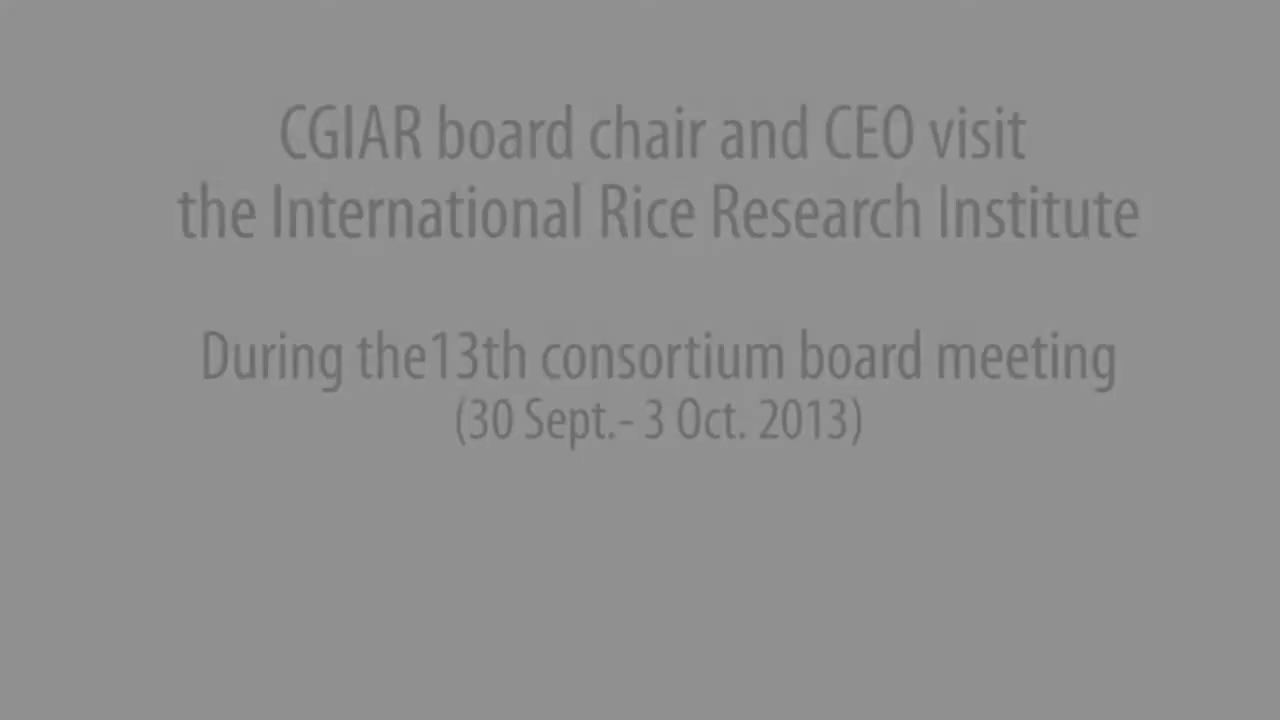 CGIAR board chair and CEO visit
the International Rice Research Institute
During the13th consortium board meeting
(30 Sept.- 3 Oct. 2013)